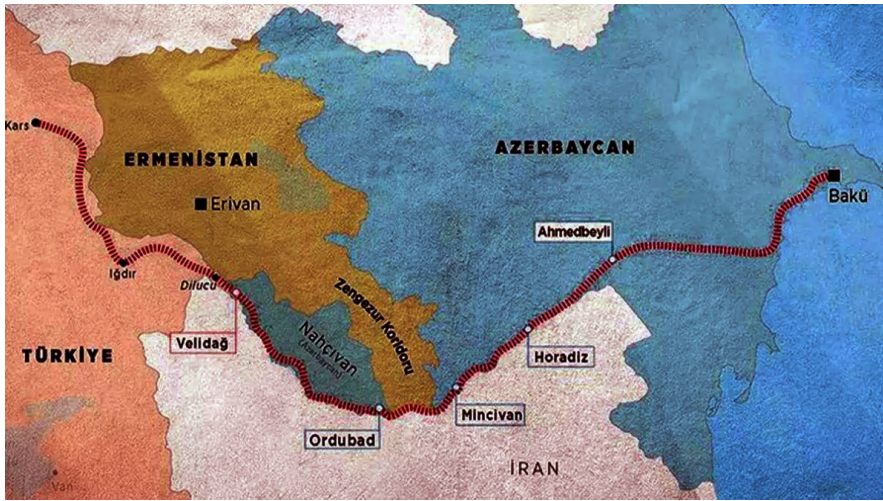 Kars
ERMENİSTAN
AZERBAYCAN
Erivan
Bakü
Ahmedbeyli
Iğdır
Dilucu
Zengezur Koridoru
Velidağ
Nahçıvan
(Azerbaycan)
TÜRKİYE
Horadiz
Mincivan
Ordubad
İRAN
Van